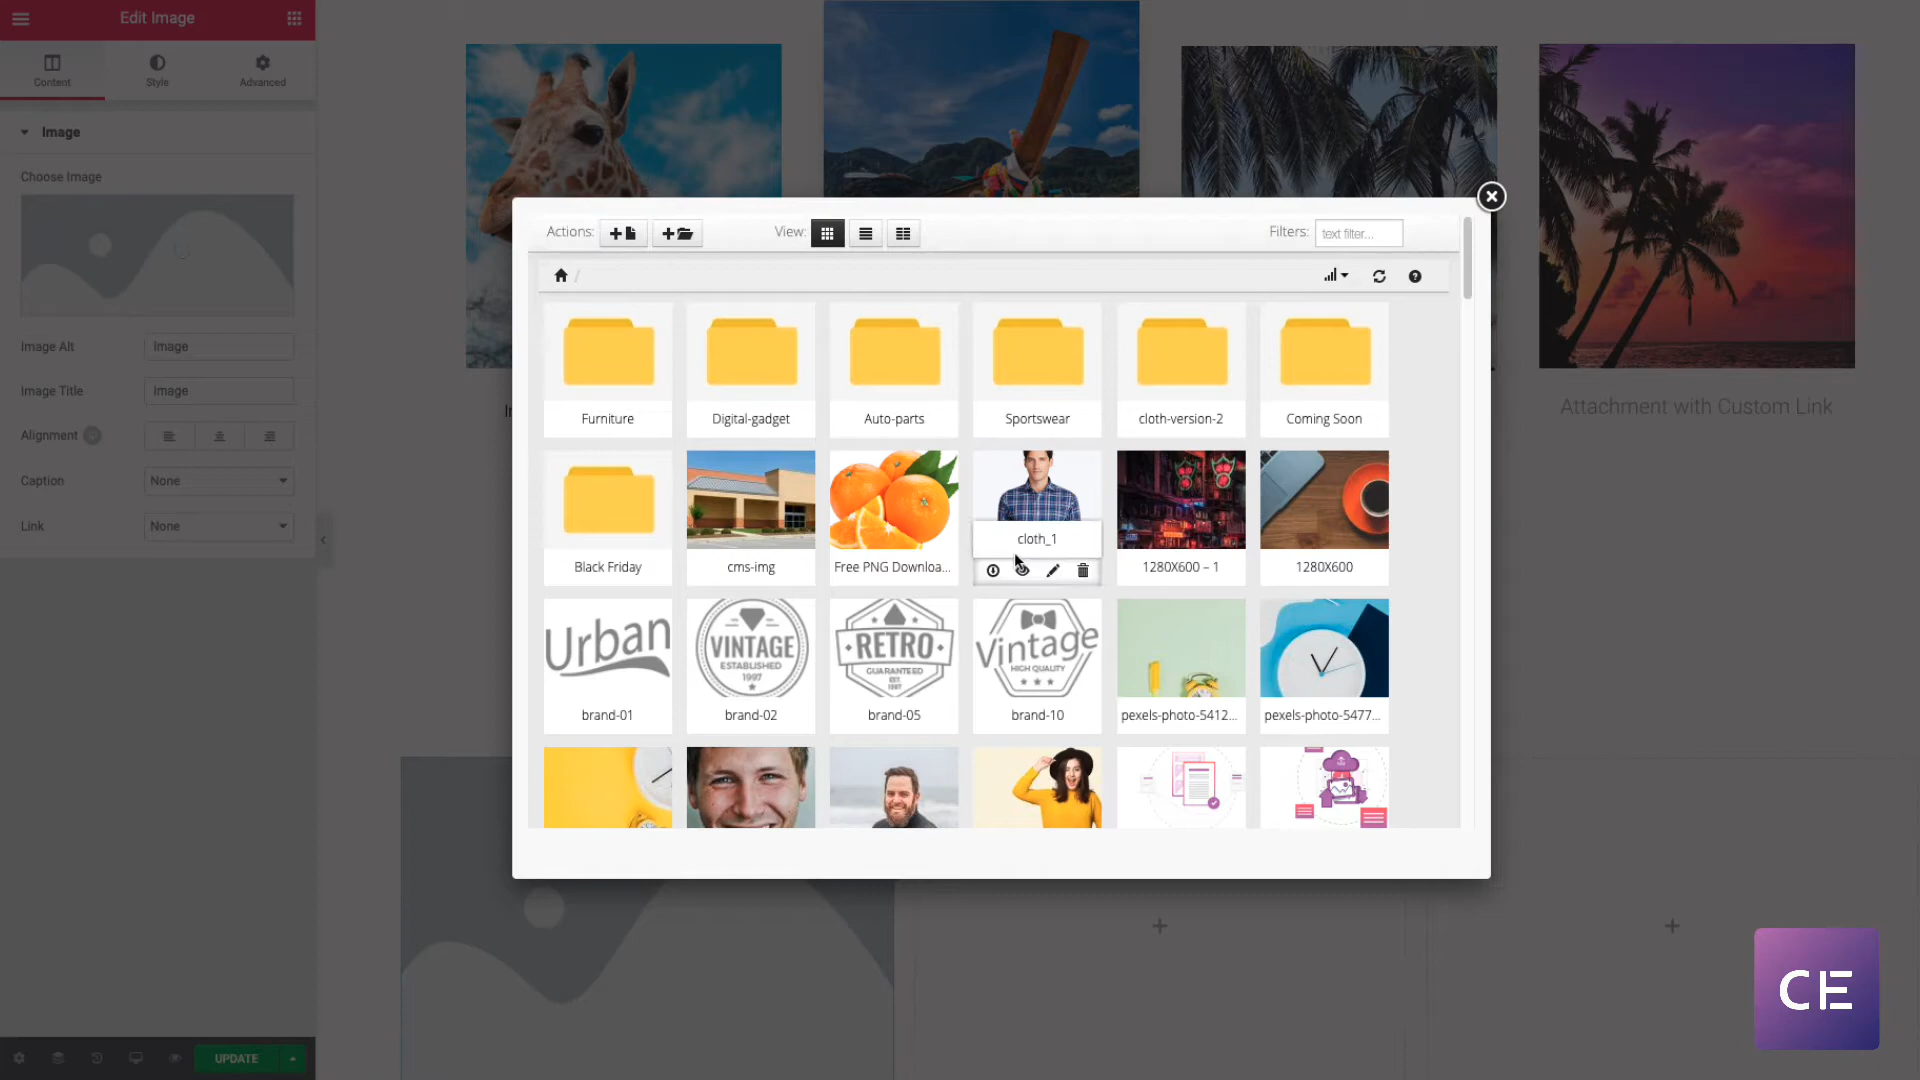 Edit Image
Content
Style
Advanced
Image
Choose Image
Image Alt
Image
Image Title
Image
Alignment
Caption
None
Link
None
UPDATE
Attachment with Custom Link
Actions:
View:
Filters:
text filter...
/
Furniture
Digital-gadget
Auto-parts
Sportswear
cloth-version-2
Coming Soon
Black Friday
cms-img
Free PNG Downloa...
cloth_1
1280X600 – 1
1280X600
Urban
VINTAGE
ESTABLISHED
1997
RETRO
GUARANTEED
EST
1997
Vintage
HIGH QUALITY
brand-01
brand-02
brand-05
brand-10
pexels-photo-5412...
pexels-photo-5477...
CE